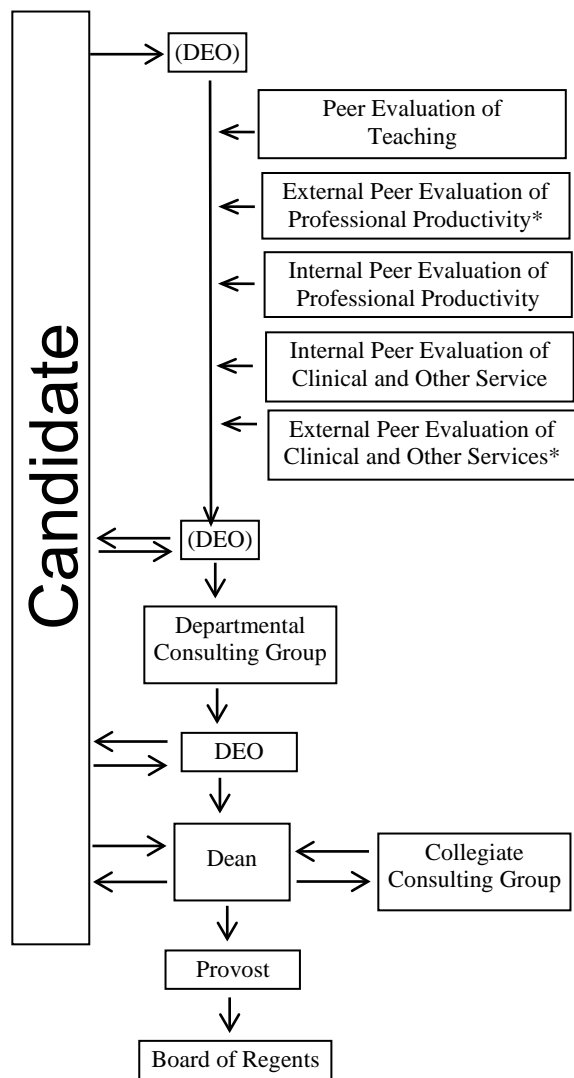 Candidate
(DEO)
Peer Evaluation of
Teaching
External Peer Evaluation of
Professional Productivity*
Internal Peer Evaluation of
Professional Productivity
Internal Peer Evaluation of
Clinical and Other Service
External Peer Evaluation of
Clinical and Other Services*
(DEO)
Departmental
Consulting Group
DEO
Dean
Collegiate
Consulting Group
Provost
Board of Regents